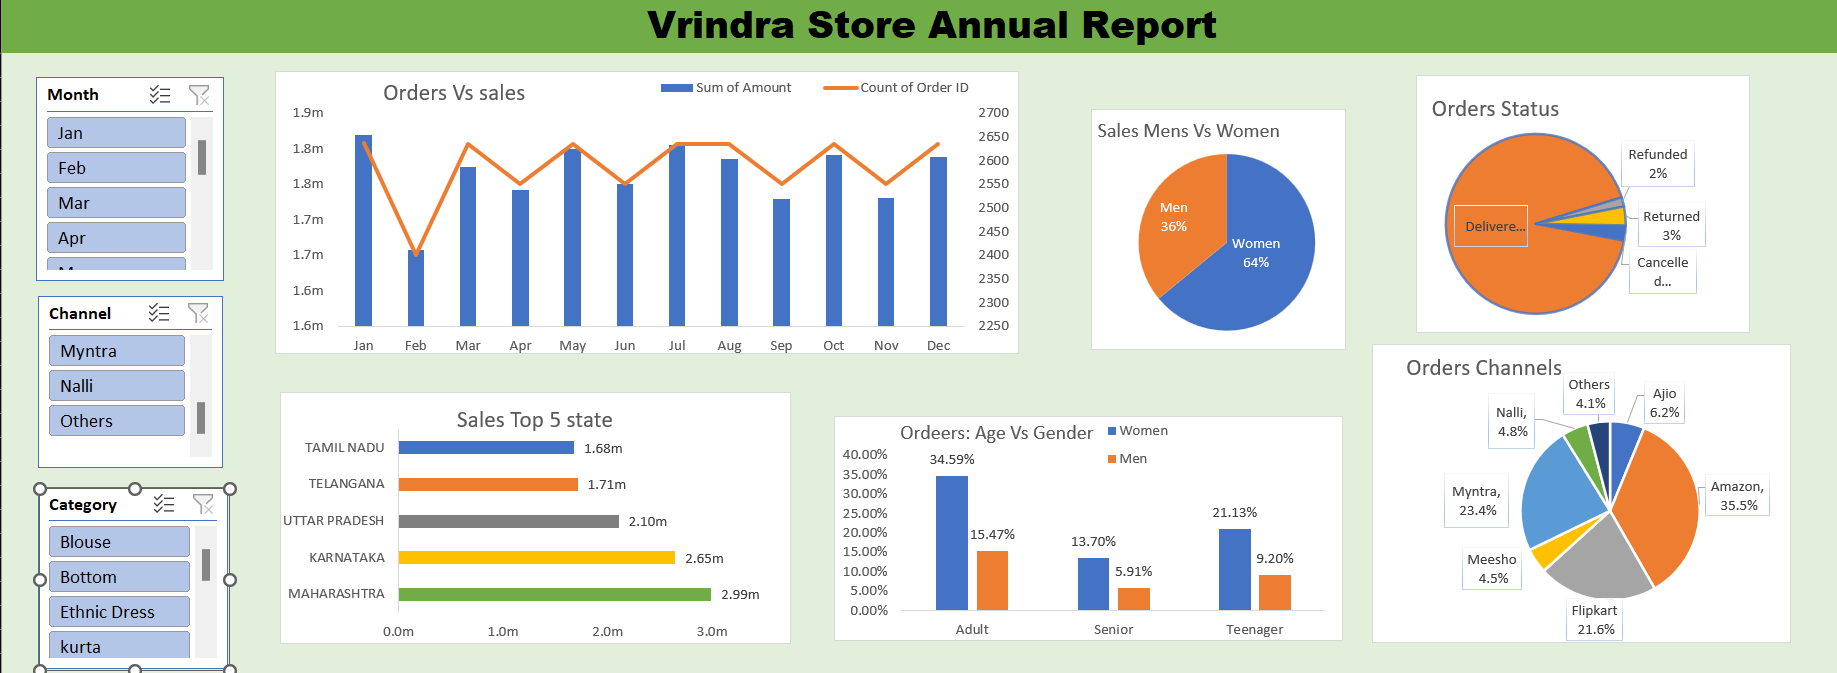 Vrindra Store Annual Report
Month
Jan
Feb
Mar
Apr
Channel
Myntra
Nalli
Others
Category
Blouse
Bottom
Ethnic Dress
kurta
Orders Vs sales
Sum of Amount
Count of Order ID
1.9m
1.8m
1.8m
1.7m
1.7m
1.6m
1.6m
2700
2650
2600
2550
2500
2450
2400
2350
2300
2250
Jan Feb Mar Apr May Jun Jul Aug Sep Oct Nov Dec
Sales Mens Vs Women
Men
36%
Women
64%
Orders Status
Refunded
2%
Returned
3%
Cancelle
d...
Delivere...
Sales Top 5 state
TAMIL NADU 1.68m
TELANGANA 1.71m
UTTAR PRADESH 2.10m
KARNATAKA 2.65m
MAHARASHTRA 2.99m
0.0m 1.0m 2.0m 3.0m
Ordeers: Age Vs Gender
Women
Men
40.00%
35.00%
30.00%
25.00%
20.00%
15.00%
10.00%
5.00%
0.00%
34.59%
15.47%
13.70%
5.91%
21.13%
9.20%
Adult Senior Teenager
Orders Channels
Others
4.1%
Ajio
6.2%
Nalli,
4.8%
Amazon,
35.5%
Myntra,
23.4%
Meesho
4.5%
Flipkart
21.6%